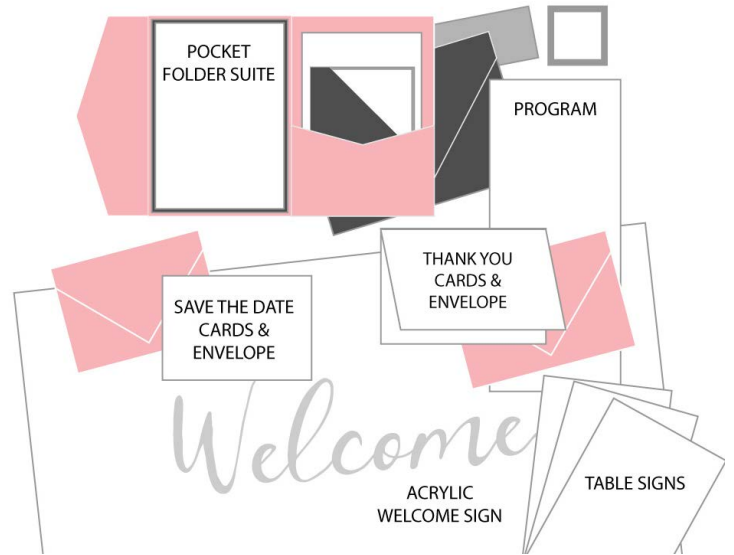 POCKET
FOLDER SUITE
PROGRAM
THANK YOU
CARDS &
ENVELOPE
SAVE THE DATE
CARDS &
ENVELOPE
Welcome
ACRYLIC
WELCOME SIGN
TABLE SIGNS